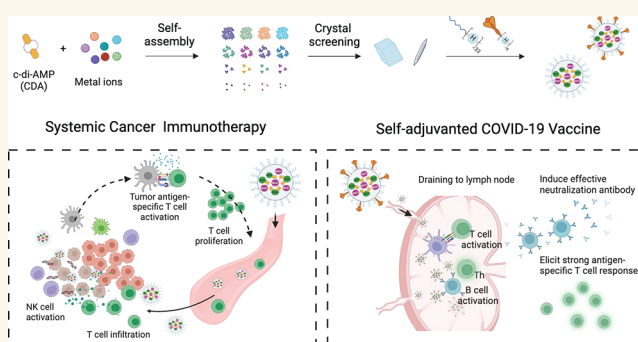 Self-
assembly
Crystal
screening
+
c-di-AMP
(CDA)
Metal ions
Systemic Cancer Immunotherapy
Self-adjuvanted COVID-19 Vaccine
Tumor antigen-
specific T cell
activation
T cell
proliferation
NK cell
activation
T cell infiltration
Draining to lymph node
T cell
activation
Th
B cell
activation
Induce effective
neutralization antibody
Elicit strong antigen-
specific T cell response